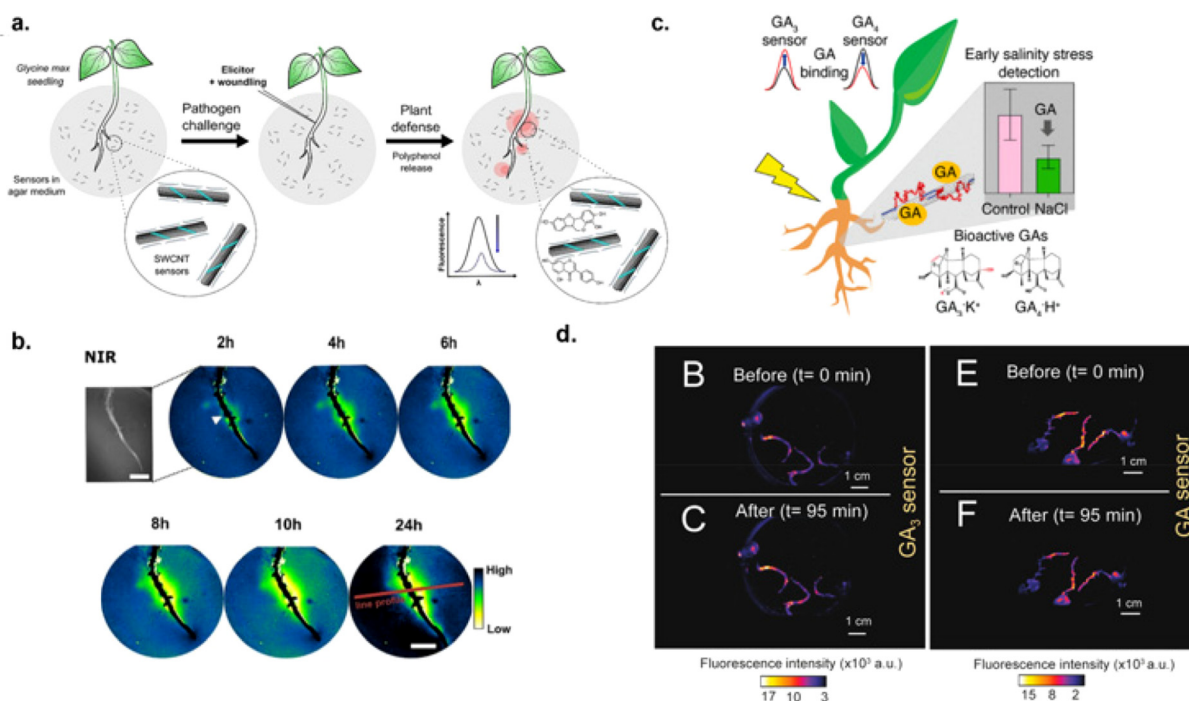 a.
Glycine max
seedling
Pathogen
challenge
Elicitor
+ woundling
Plant
defense
Polyphenol
release
Sensors in
agar medium
SWCNT
sensors
Fluorescence
λ
b.
NIR
2h
4h
6h
8h
10h
24h
line profile
High
Low
c.
GA₃
sensor
GA
binding
GA₄
sensor
Early salinity stress
detection
GA
GA
GA
Control NaCl
Bioactive GAs
GA₃⁻K⁺
GA₄⁻H⁺
d.
B
Before (t= 0 min)
1 cm
C
After (t= 95 min)
1 cm
GA₃ sensor
Fluorescence intensity (x10³ a.u.)
17 10 3
E
Before (t= 0 min)
1 cm
F
After (t= 95 min)
1 cm
GA sensor
Fluorescence intensity (x10³ a.u.)
15 8 2